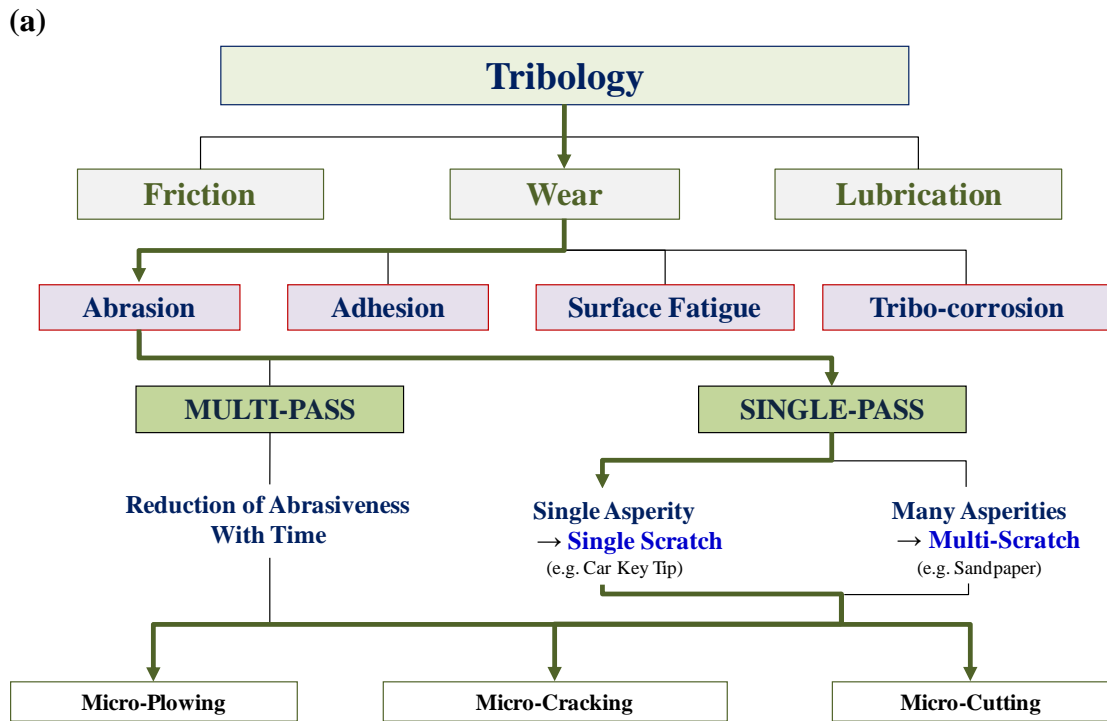 (a)
Tribology
Friction
Wear
Lubrication
Abrasion
Adhesion
Surface Fatigue
Tribo-corrosion
MULTI-PASS
SINGLE-PASS
Reduction of Abrasiveness
With Time
Single Asperity
→ Single Scratch
(e.g. Car Key Tip)
Many Asperities
→ Multi-Scratch
(e.g. Sandpaper)
Micro-Plowing
Micro-Cracking
Micro-Cutting